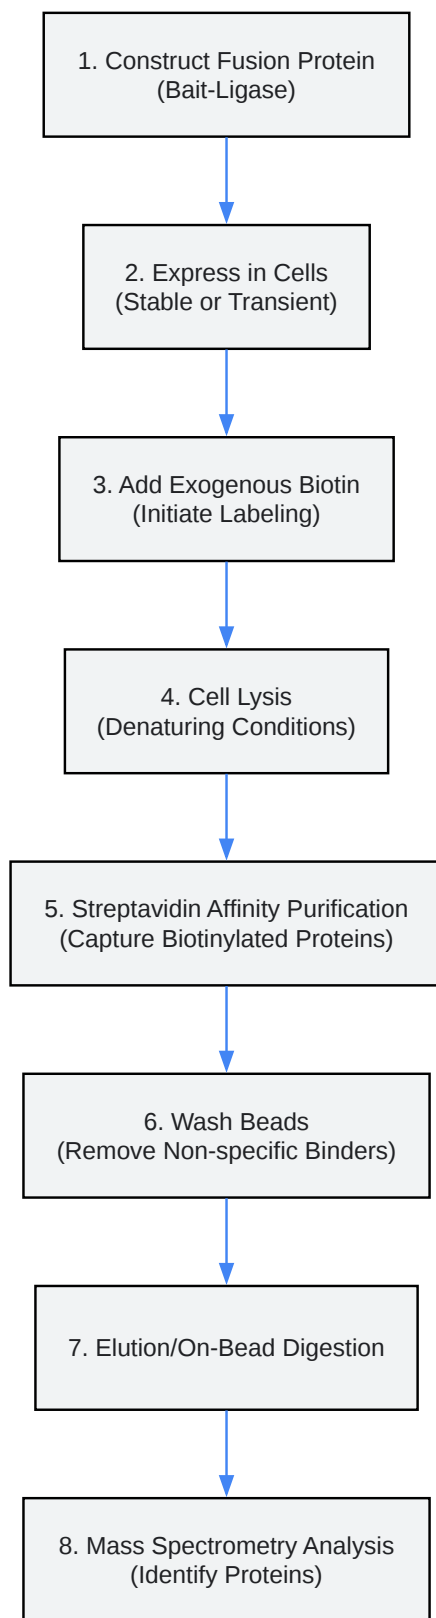 1. Construct Fusion Protein
(Bait-Ligase)
2. Express in Cells
(Stable or Transient)
3. Add Exogenous Biotin
(Initiate Labeling)
4. Cell Lysis
(Denaturing Conditions)
5. Streptavidin Affinity Purification
(Capture Biotinylated Proteins)
6. Wash Beads
(Remove Non-specific Binders)
7. Elution/On-Bead Digestion
8. Mass Spectrometry Analysis
(Identify Proteins)